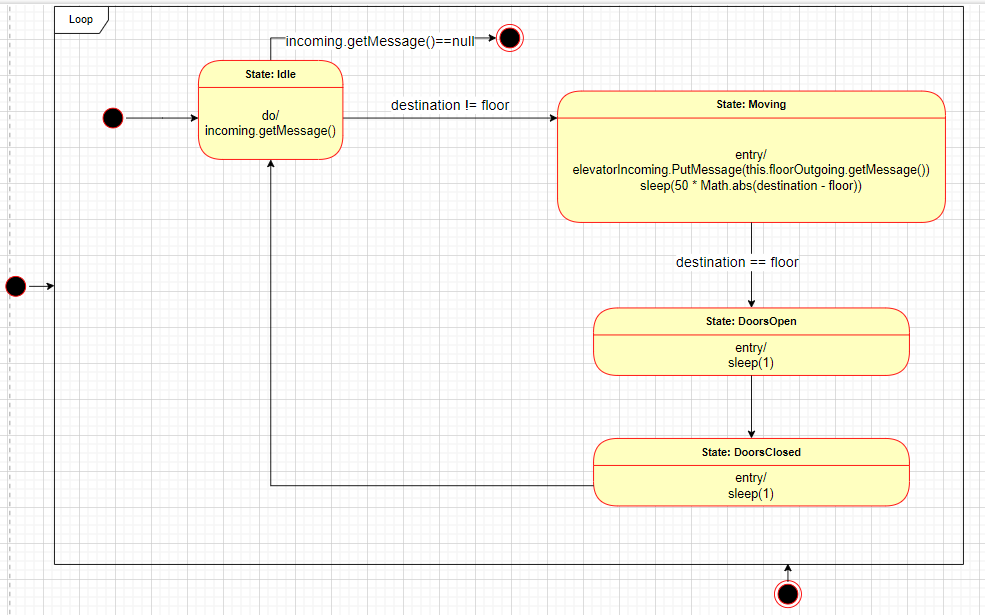 Loop
incoming.getMessage()==null
State: Idle
do/
incoming.getMessage()
destination != floor
State: Moving
entry/
elevatorIncoming.PutMessage(this.floorOutgoing.getMessage())
sleep(50 * Math.abs(destination - floor))
destination == floor
State: DoorsOpen
entry/
sleep(1)
State: DoorsClosed
entry/
sleep(1)